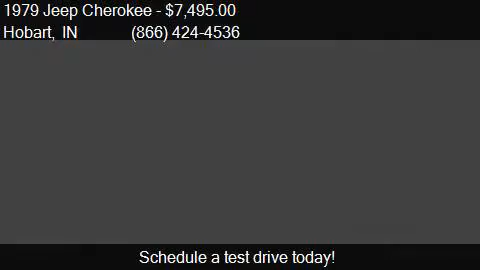 1979 Jeep Cherokee - $7,495.00
Hobart, IN (866) 424-4536
Schedule a test drive today!